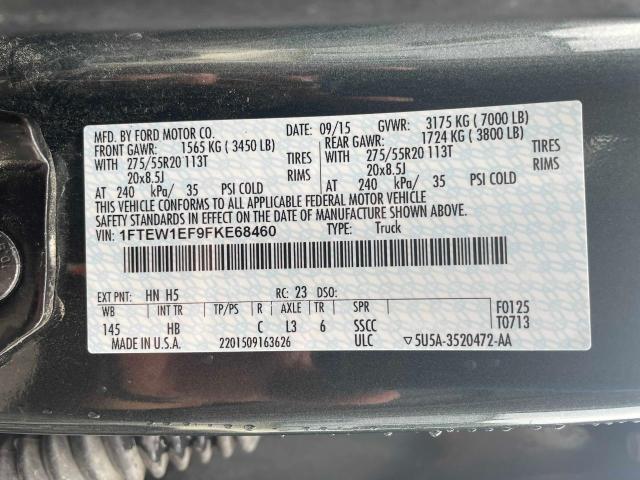 MFD. BY FORD MOTOR CO. DATE: 09/15 GVWR: 3175 KG ( 7000 LB)
FRONT GAWR: 1565 KG ( 3450 LB) REAR GAWR: 1724 KG ( 3800 LB)
WITH 275/55R20 113T TIRES WITH 275/55R20 113T TIRES
20x8.5J RIMS 20x8.5J RIMS
AT 240 kPa/ 35 PSI COLD AT 240 kPa/ 35 PSI COLD
THIS VEHICLE CONFORMS TO ALL APPLICABLE FEDERAL MOTOR VEHICLE
SAFETY STANDARDS IN EFFECT ON THE DATE OF MANUFACTURE SHOWN ABOVE.
VIN: 1FTEW1EF9FKE68460 TYPE: Truck
EXT PNT: HN H5 RC: 23 DSO:
WB INT TR TP/PS R AXLE TR SPR F0125
145 HB C L3 6 SSCC T0713
MADE IN U.S.A. 2201509163626 ULC ▽5U5A-3520472-AA